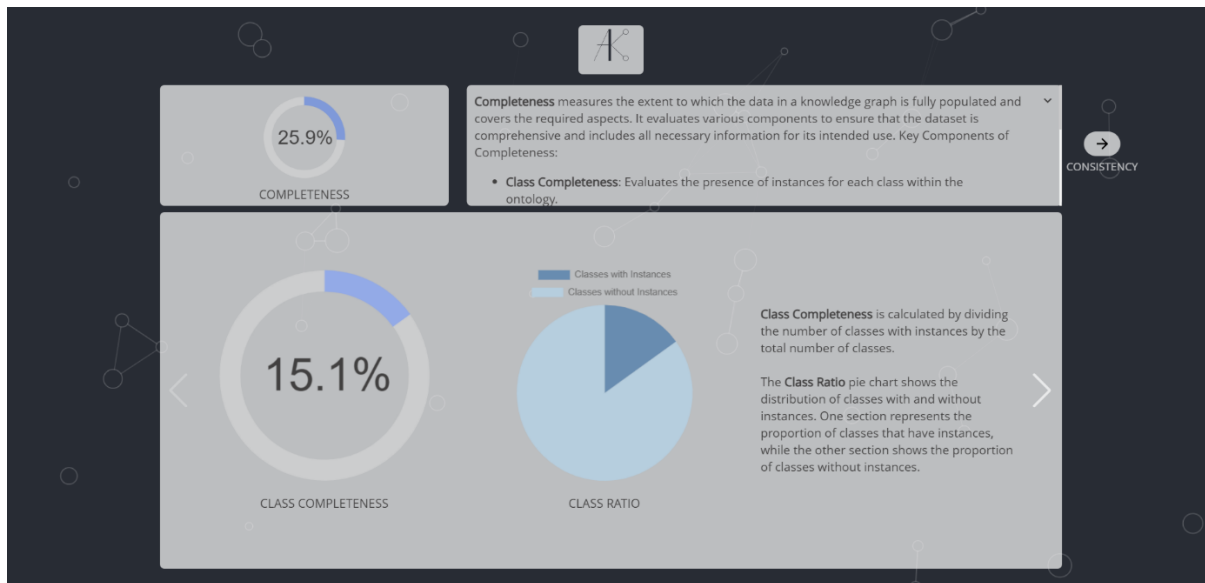 AK
25.9%
COMPLETENESS
Completeness measures the extent to which the data in a knowledge graph is fully populated and
covers the required aspects. It evaluates various components to ensure that the dataset is
comprehensive and includes all necessary information for its intended use. Key Components of
Completeness:
• Class Completeness: Evaluates the presence of instances for each class within the
ontology.
CONSISTENCY
15.1%
CLASS COMPLETENESS
Classes with Instances
Classes without Instances
CLASS RATIO
Class Completeness is calculated by dividing
the number of classes with instances by the
total number of classes.
The Class Ratio pie chart shows the
distribution of classes with and without
instances. One section represents the
proportion of classes that have instances,
while the other section shows the proportion
of classes without instances.